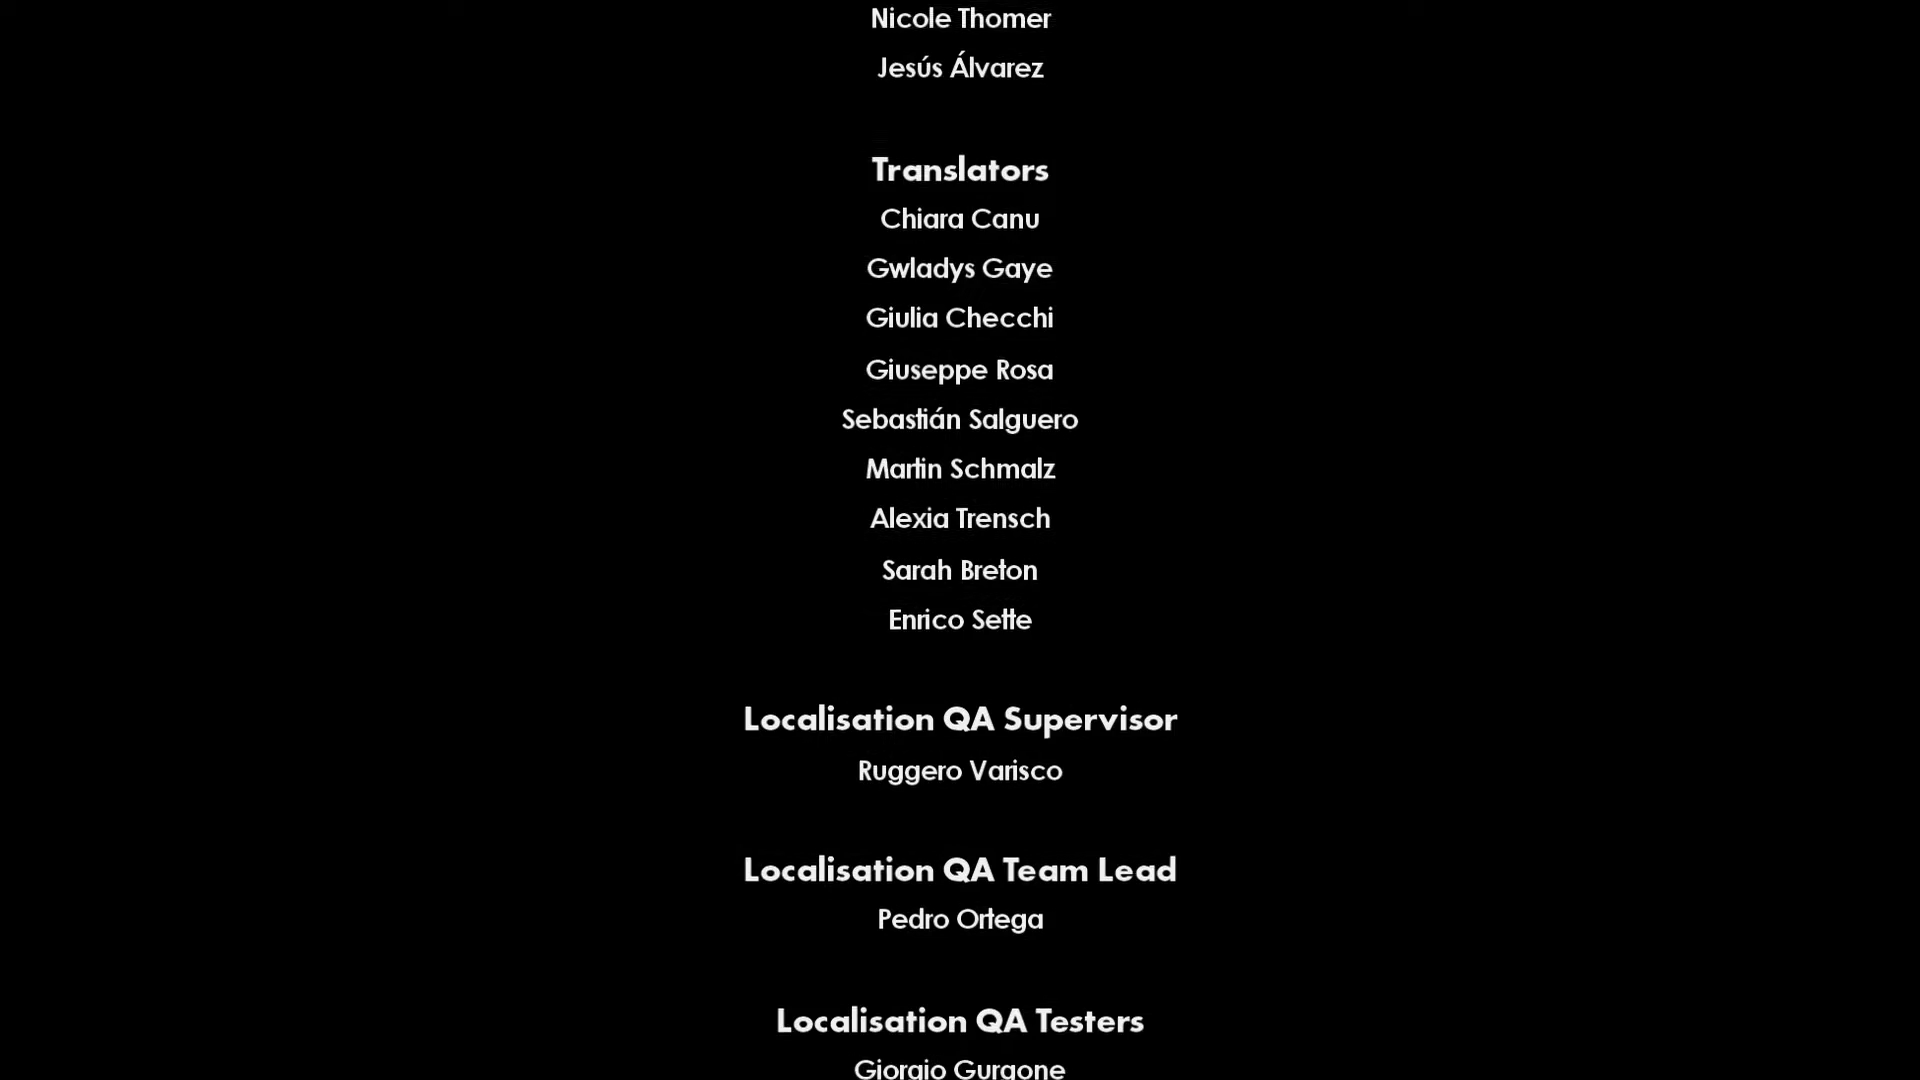 Nicole Thomer
Jesús Álvarez
Translators
Chiara Canu
Gwladys Gaye
Giulia Checchi
Giuseppe Rosa
Sebastián Salguero
Martin Schmalz
Alexia Trensch
Sarah Breton
Enrico Sette
Localisation QA Supervisor
Ruggero Varisco
Localisation QA Team Lead
Pedro Ortega
Localisation QA Testers
Giorgio Gurgone